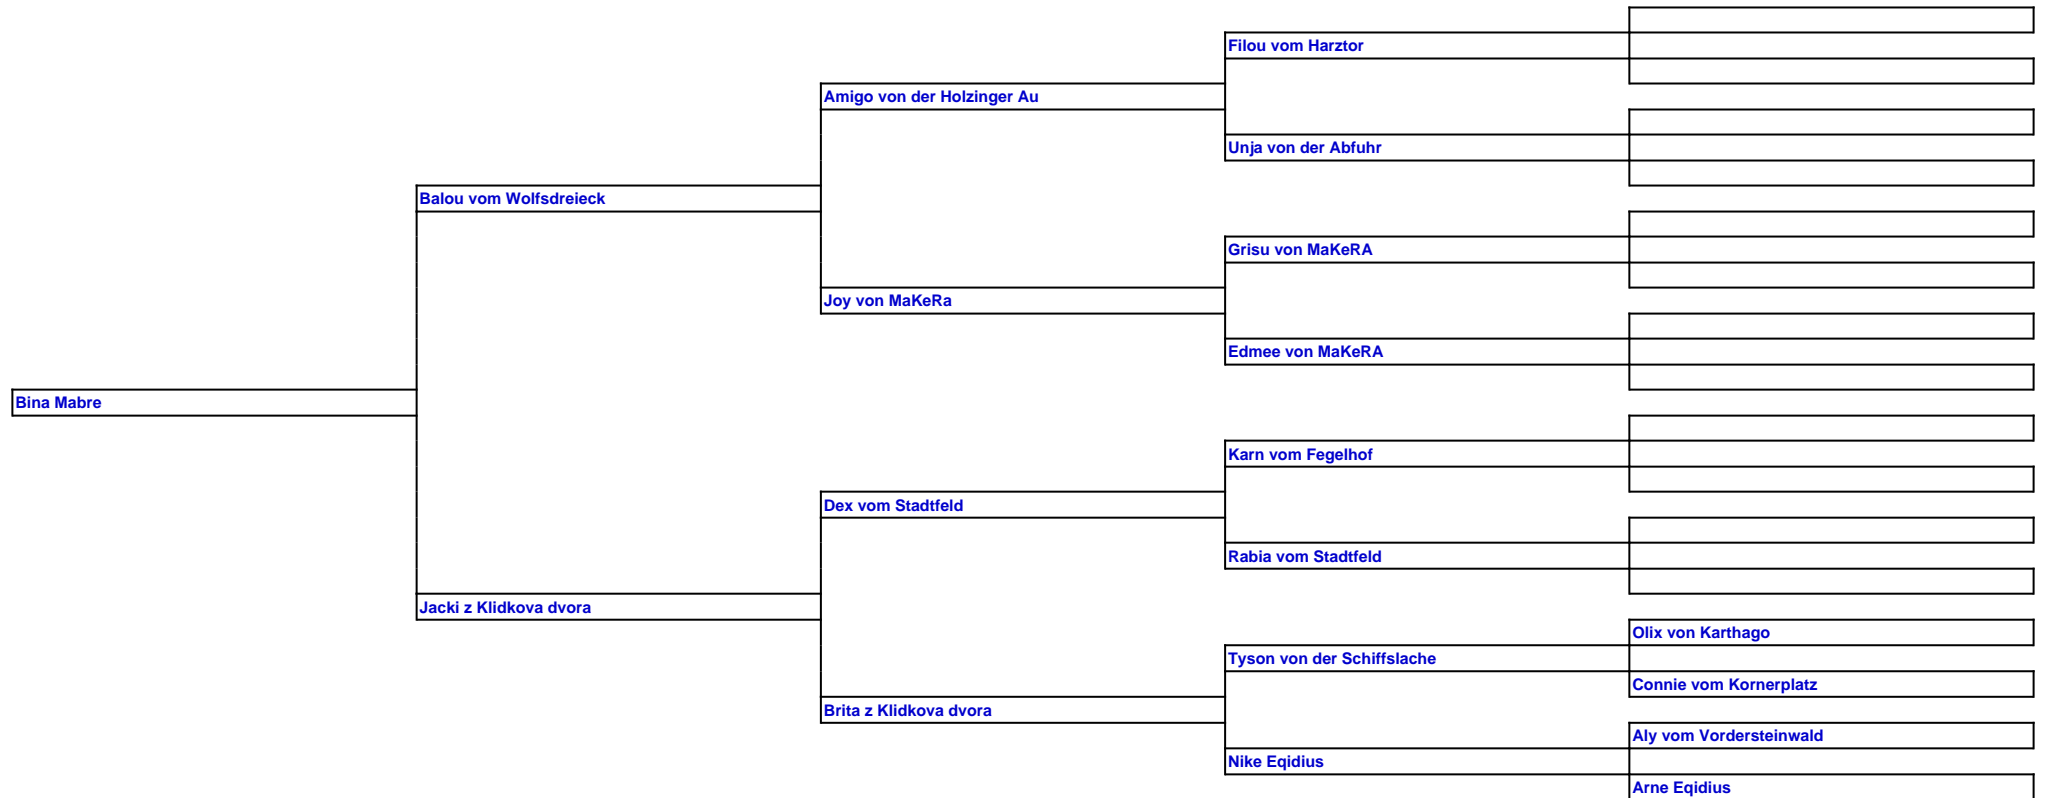 Filou vom Harztor
Amigo von der Holzinger Au
Unja von der Abfuhr
Balou vom Wolfsdreieck
Grisu von MaKeRA
Joy von MaKeRa
Edmee von MaKeRA
Bina Mabre
Karn vom Fegelhof
Dex vom Stadtfeld
Rabia vom Stadtfeld
Jacki z Klidkova dvora
Olix von Karthago
Tyson von der Schiffslache
Connie vom Kornerplatz
Brita z Klidkova dvora
Aly vom Vordersteinwald
Nike Eqidius
Arne Eqidius